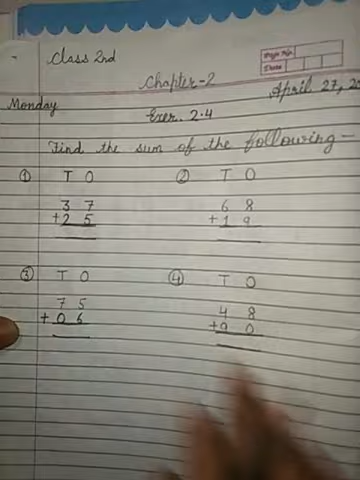 Class 2nd
Page No.
Date
Chapter-2
April 27, 20
Monday
Exer. 2.4
Find the sum of the following-
① T O
3 7
+2 5
② T O
6 8
+1 9
③ T O
7 5
+ 0 6
④ T O
4 8
+9 0